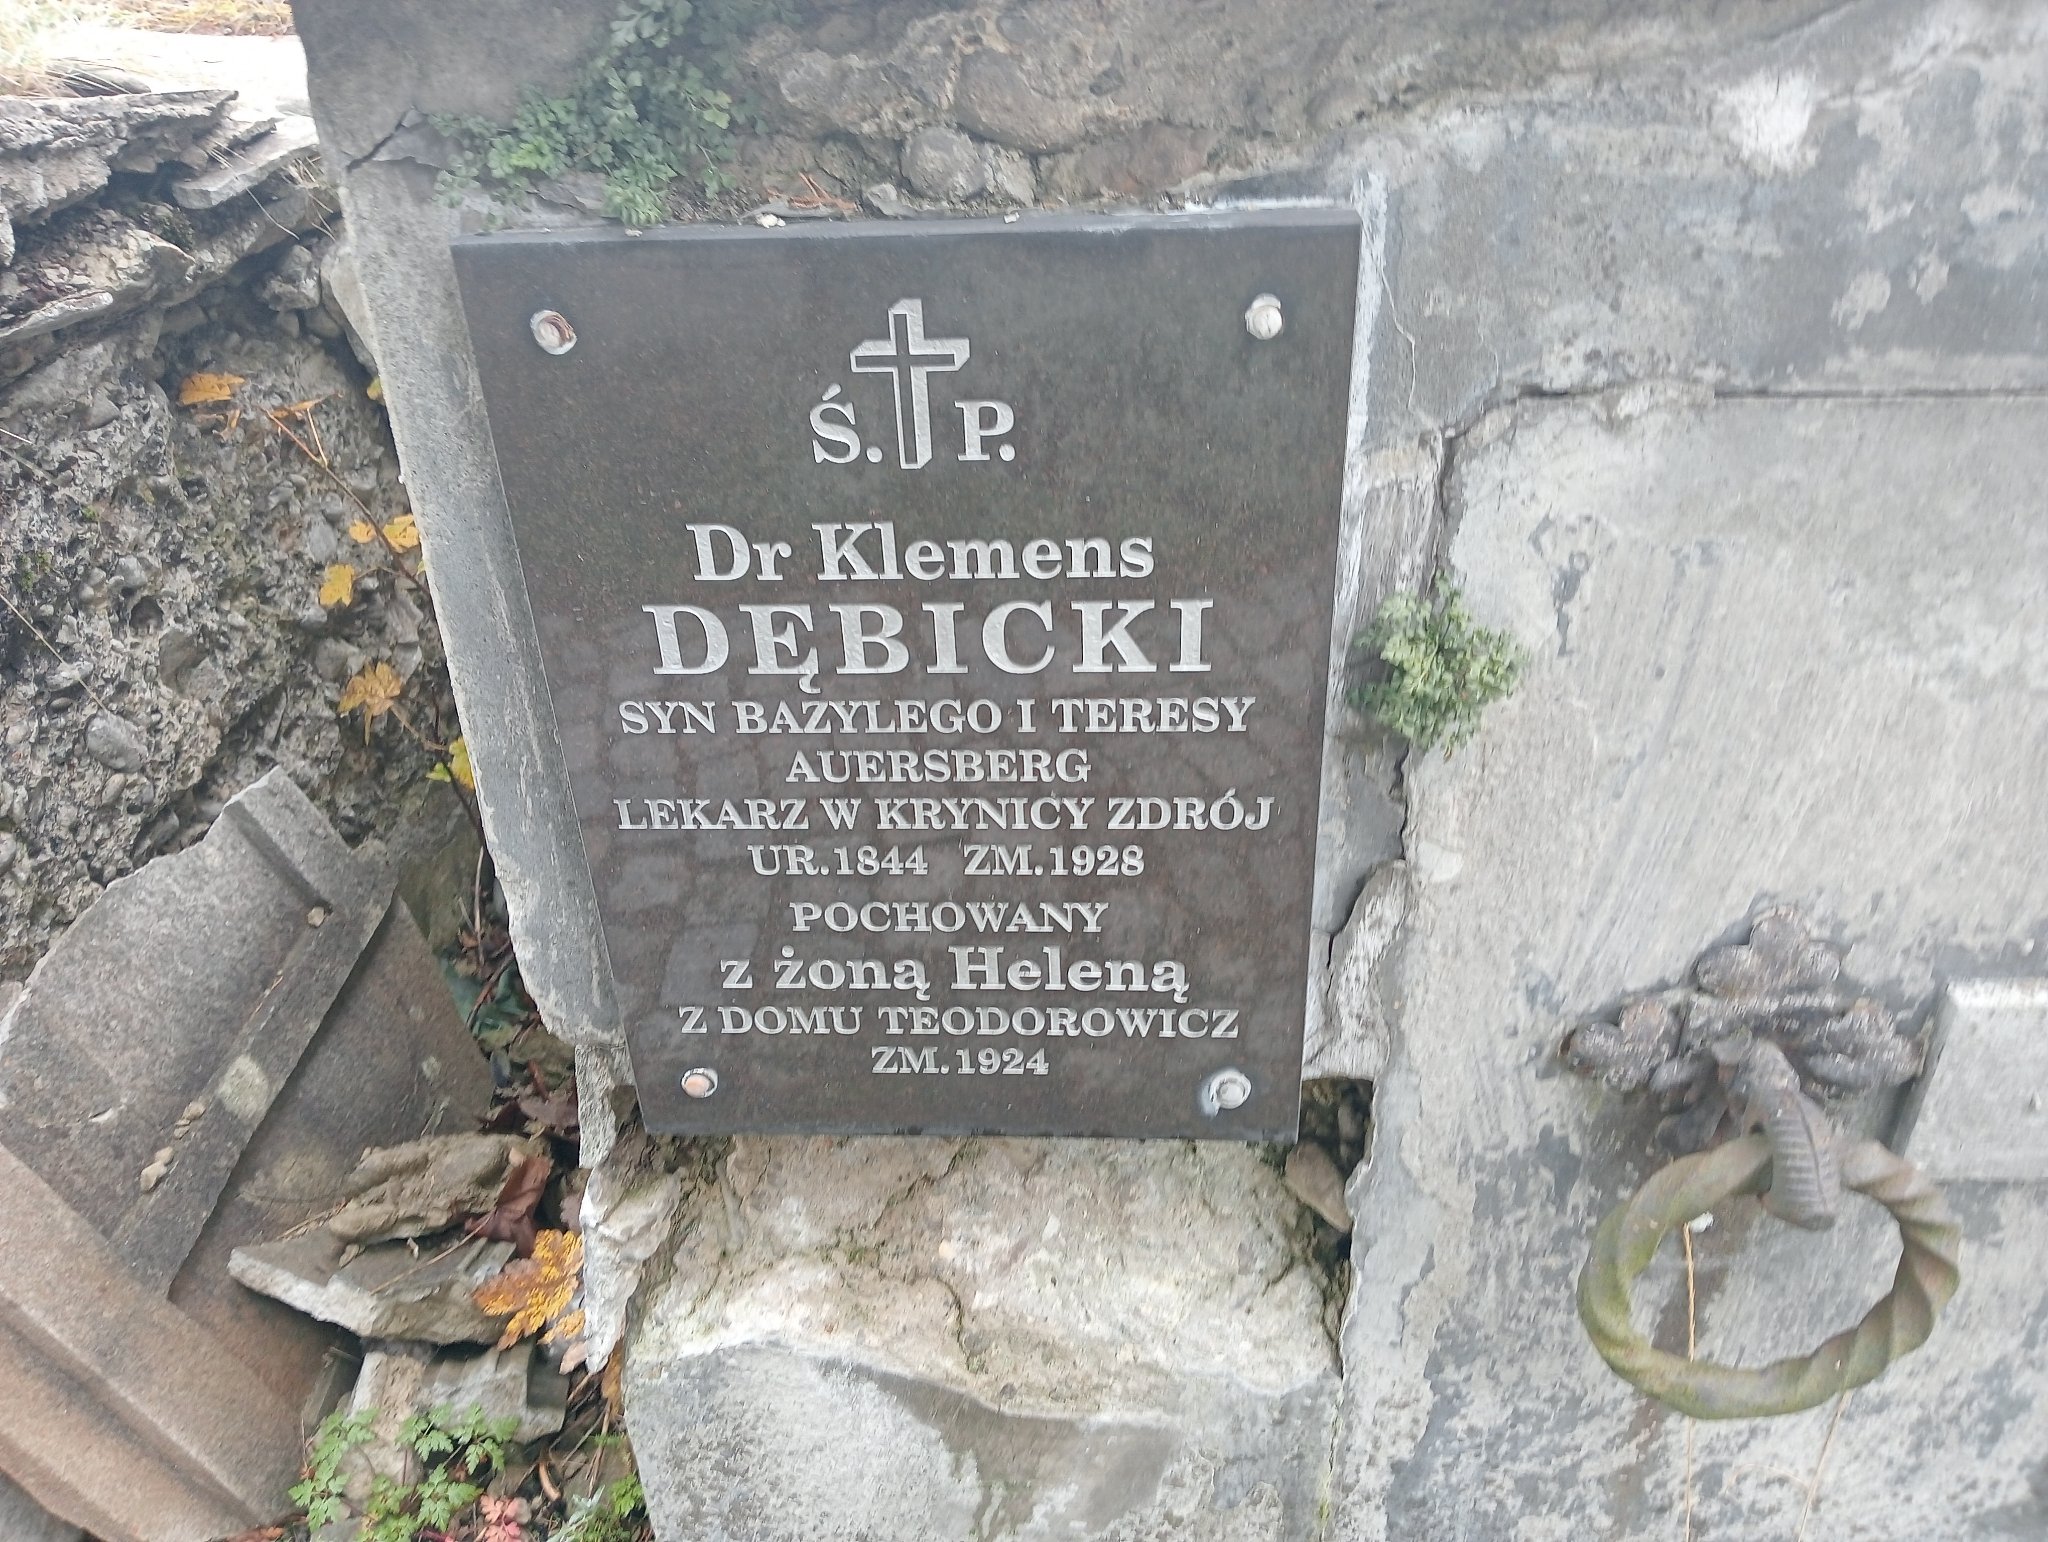 Ś. P.
Dr Klemens
DĘBICKI
SYN BAZYLEGO I TERESY
AUERSBERG
LEKARZ W KRYNICY ZDRÓJ
UR.1844 ZM.1928
POCHOWANY
z żoną Heleną
Z DOMU TEODOROWICZ
ZM.1924